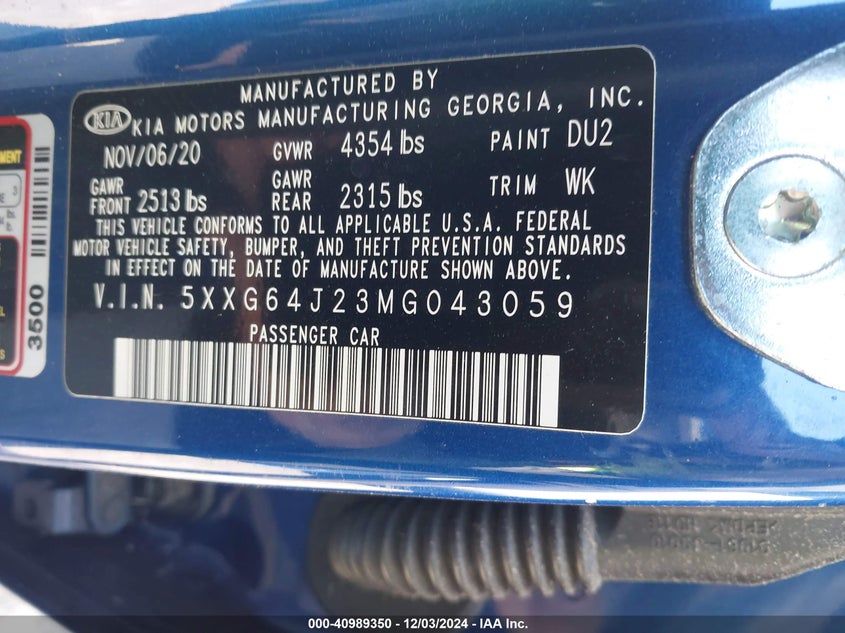 MANUFACTURED BY
KIA KIA MOTORS MANUFACTURING GEORGIA, INC.
NOV/06/20 GVWR 4354 lbs PAINT DU2
GAWR FRONT 2513 lbs GAWR REAR 2315 lbs TRIM WK
THIS VEHICLE CONFORMS TO ALL APPLICABLE U.S.A. FEDERAL
MOTOR VEHICLE SAFETY, BUMPER, AND THEFT PREVENTION STANDARDS
IN EFFECT ON THE DATE OF MANUFACTURE SHOWN ABOVE.
V.I.N. 5XXG64J23MG043059
PASSENGER CAR
3500
000-40989350 - 12/03/2024 - IAA Inc.